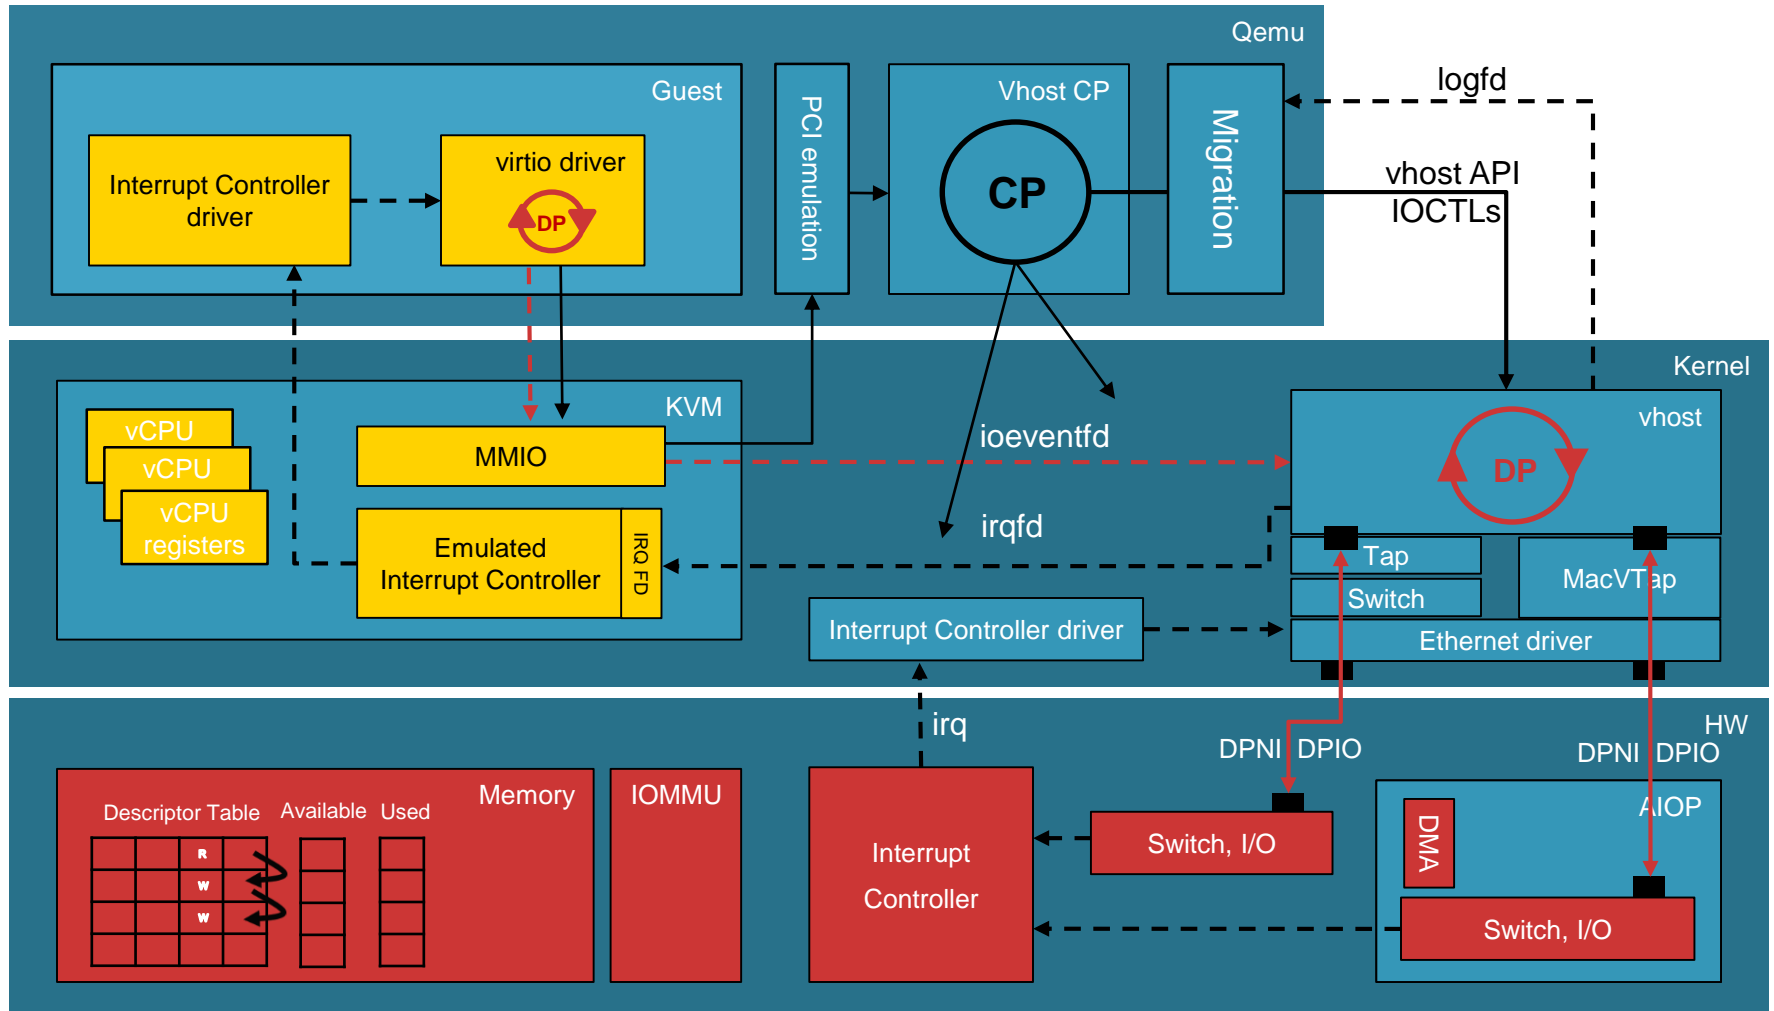 Qemu
Guest
Interrupt Controller
driver
virtio driver
DP
PCI emulation
Vhost CP
CP
Migration
logfd
vhost API
IOCTLs
Kernel
KVM
vCPU
vCPU
vCPU
registers
MMIO
Emulated
Interrupt Controller
IRQ FD
ioeventfd
irqfd
vhost
DP
Tap
Switch
MacVTap
Ethernet driver
Interrupt Controller driver
HW
irq
DPNI
DPIO
DPNI
DPIO
Memory
Descriptor Table
Available
Used
R
W
W
IOMMU
Interrupt
Controller
Switch, I/O
AIOP
DMA
Switch, I/O